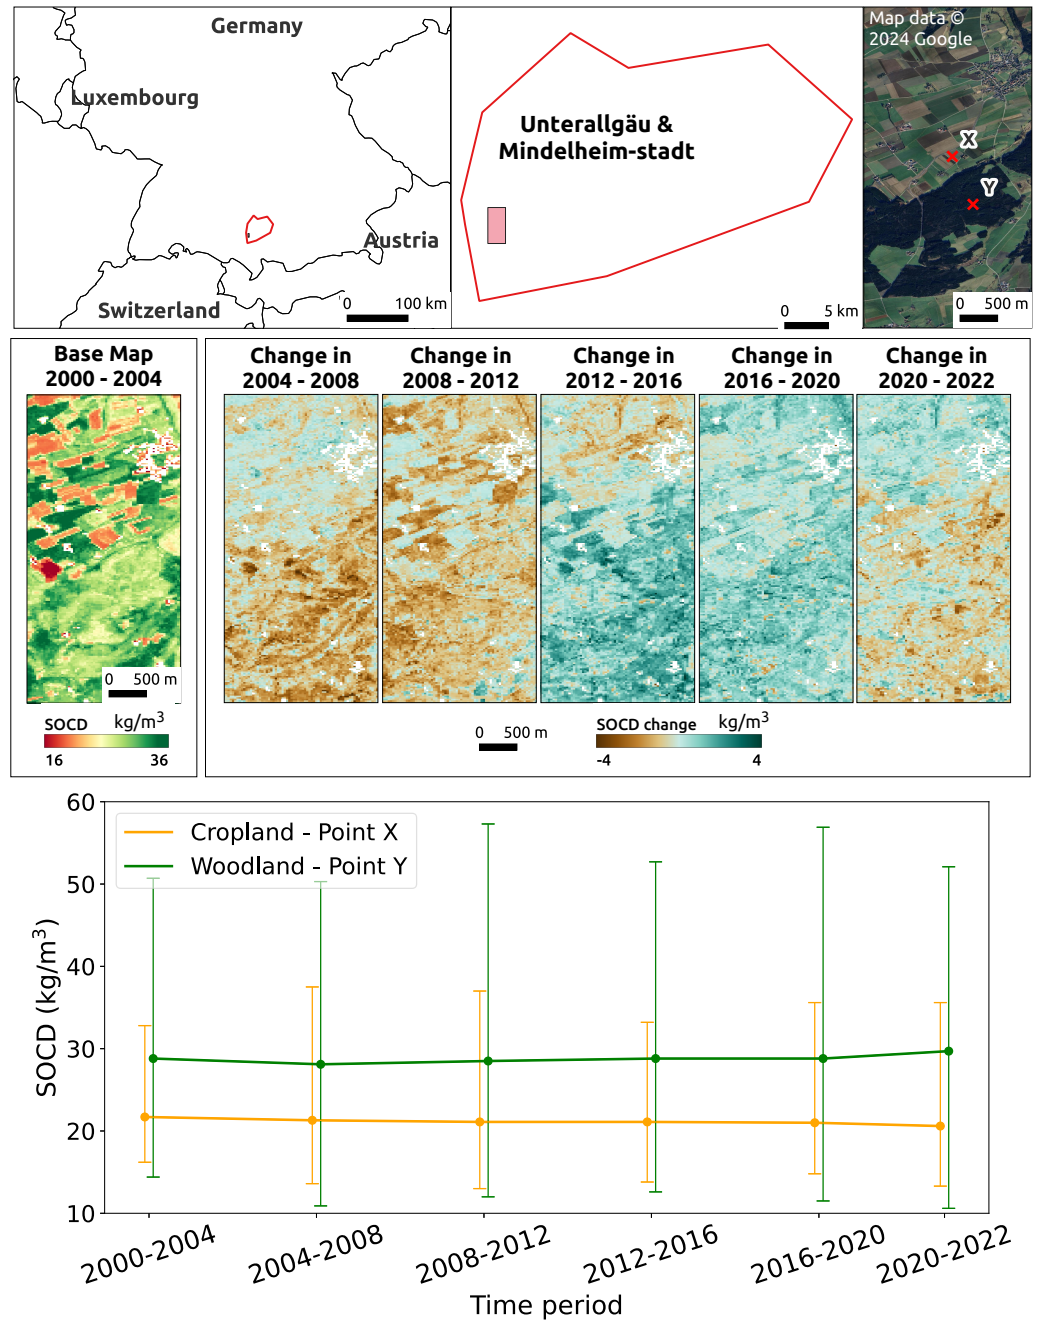 Germany
Luxembourg
Austria
Switzerland
0 100 km
Unterallgäu &
Mindelheim-stadt
0 5 km
Map data ©
2024 Google
X
Y
0 500 m
Base Map
2000 - 2004
0 500 m
SOCD kg/m³
16 36
Change in
2004 - 2008
Change in
2008 - 2012
Change in
2012 - 2016
Change in
2016 - 2020
Change in
2020 - 2022
0 500 m
SOCD change kg/m³
-4 4
Cropland - Point X
Woodland - Point Y
60
50
40
30
20
10
SOCD (kg/m³)
2000-2004
2004-2008
2008-2012
2012-2016
2016-2020
2020-2022
Time period